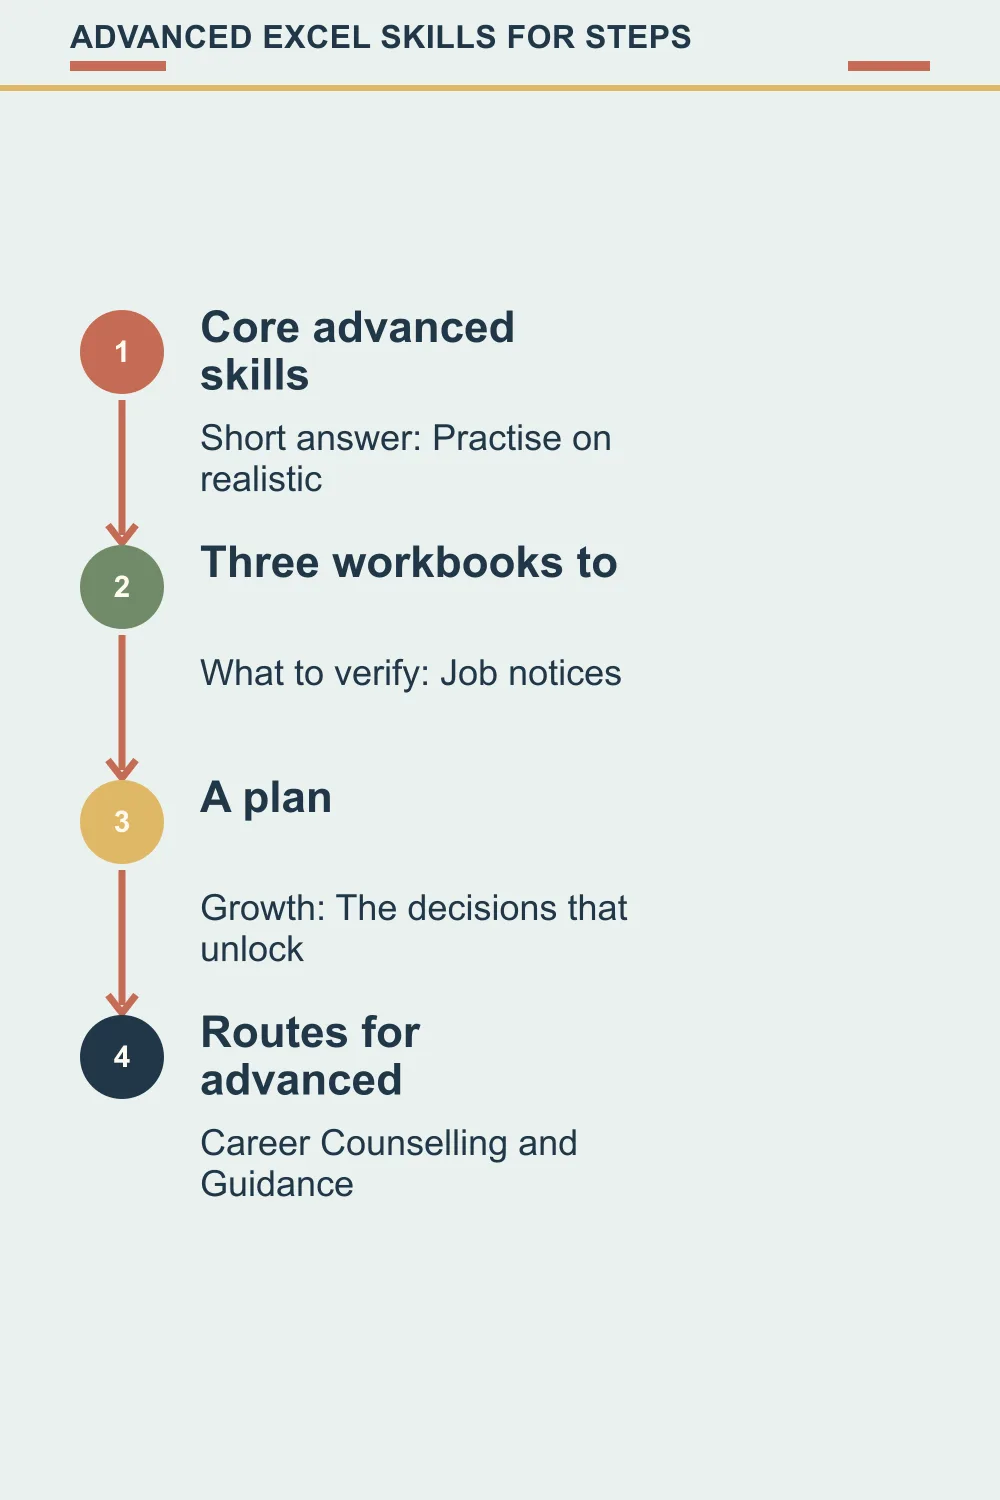 ADVANCED EXCEL SKILLS FOR STEPS
1
Core advanced
skills
Short answer: Practise on
realistic
2
Three workbooks to
What to verify: Job notices
3
A plan
Growth: The decisions that
unlock
4
Routes for
advanced
Career Counselling and
Guidance